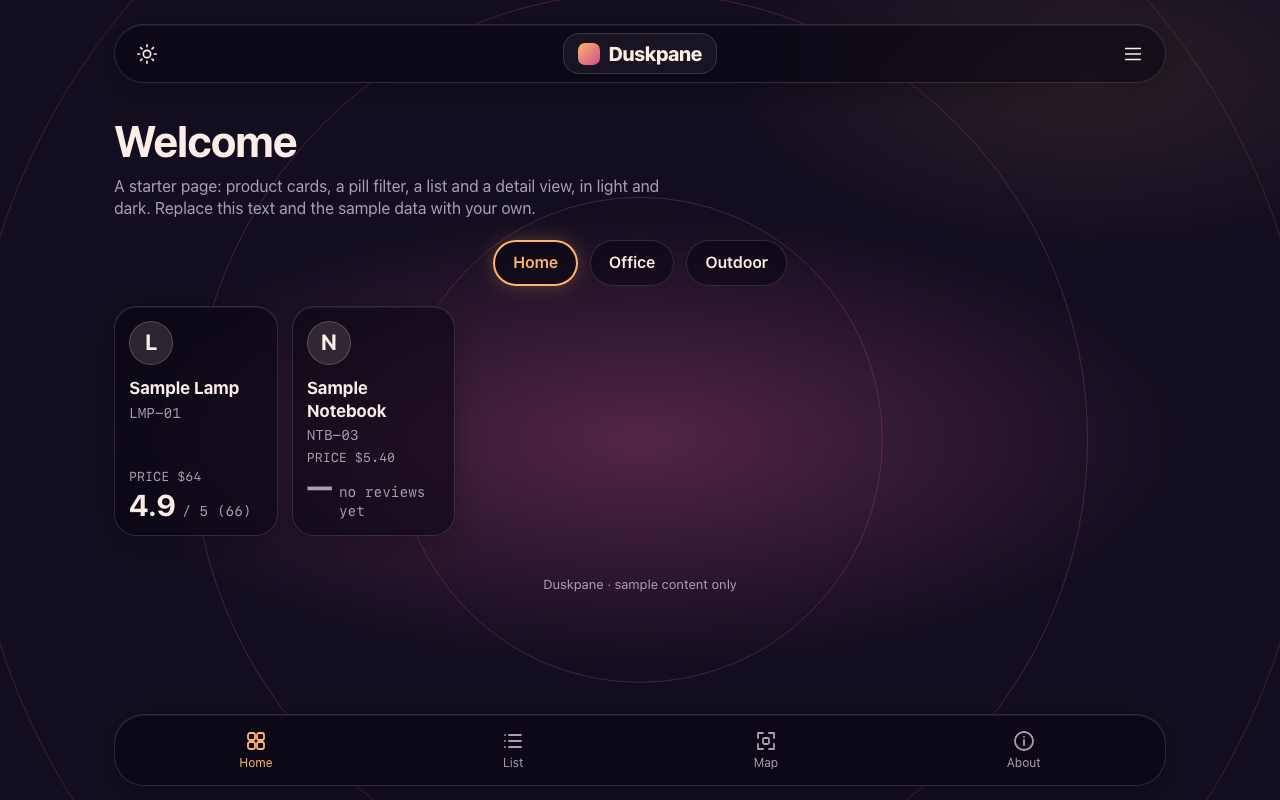 Duskpane
Welcome
A starter page: product cards, a pill filter, a list and a detail view, in light and
dark. Replace this text and the sample data with your own.
Home
Office
Outdoor
L
Sample Lamp
LMP–01
PRICE $64
4.9 / 5 (66)
N
Sample
Notebook
NTB–03
PRICE $5.40
— no reviews
yet
Duskpane · sample content only
Home
List
Map
About